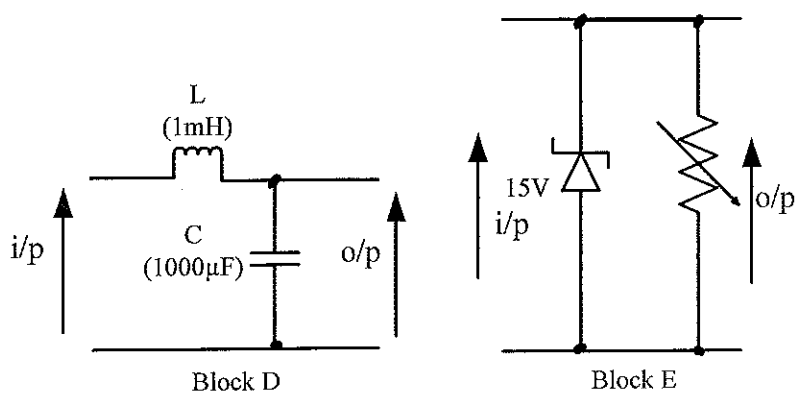 L
(1mH)
i/p
C
(1000µF)
o/p
Block D
15V
i/p
o/p
Block E